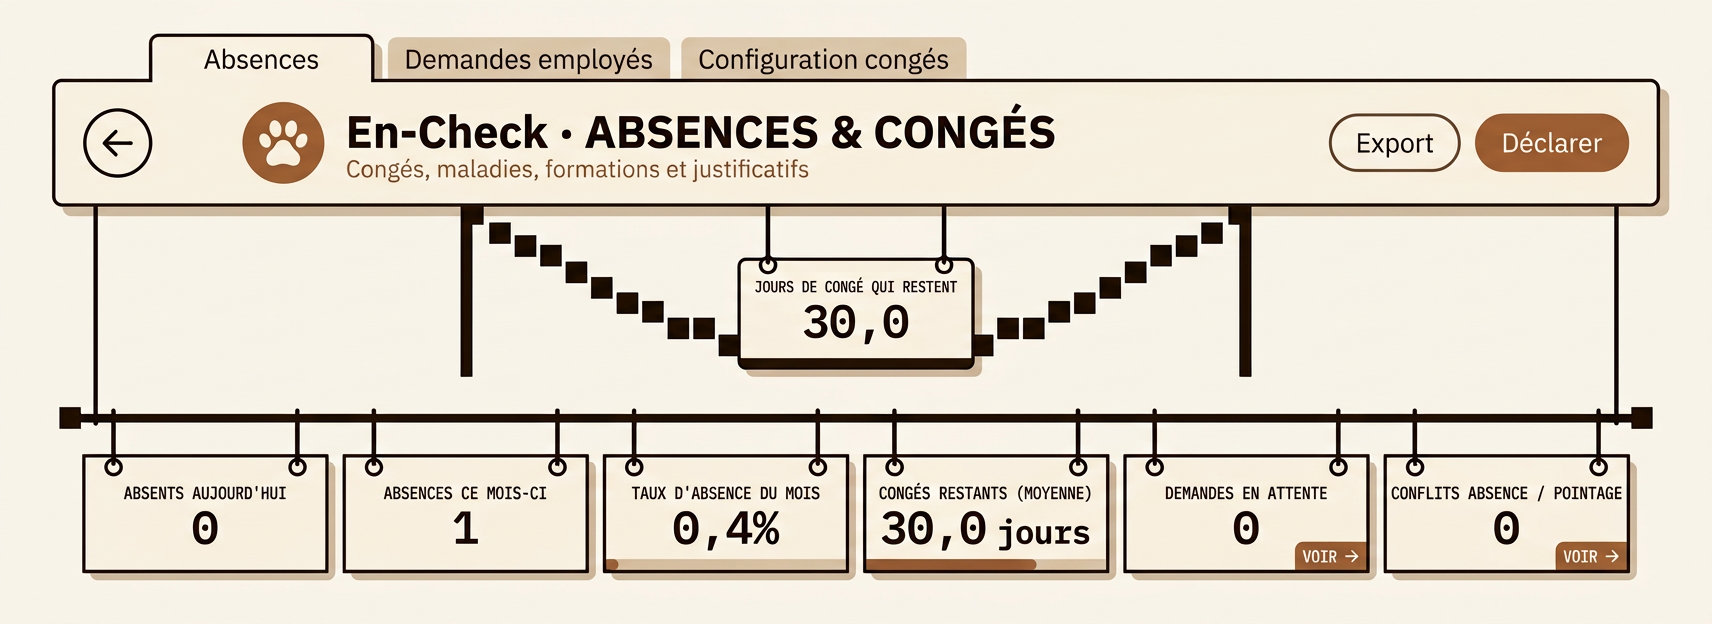 Absences
Demandes employés
Configuration congés
En-Check · ABSENCES & CONGÉS
Congés, maladies, formations et justificatifs
Export
Déclarer
JOURS DE CONGÉ QUI RESTENT
30,0
ABSENTS AUJOURD'HUI
0
ABSENCES CE MOIS-CI
1
TAUX D'ABSENCE DU MOIS
0,4%
CONGÉS RESTANTS (MOYENNE)
30,0 jours
DEMANDES EN ATTENTE
0
VOIR →
CONFLITS ABSENCE / POINTAGE
0
VOIR →